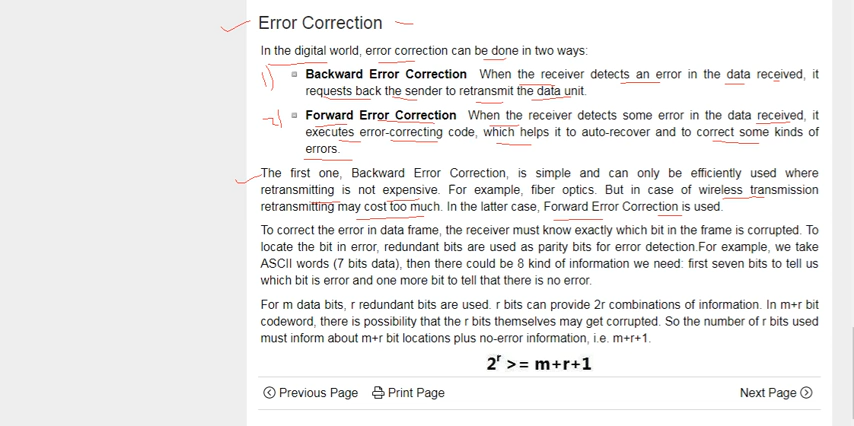 Error Correction
In the digital world, error correction can be done in two ways:
1) Backward Error Correction When the receiver detects an error in the data received, it
requests back the sender to retransmit the data unit.
2) Forward Error Correction When the receiver detects some error in the data received, it
executes error-correcting code, which helps it to auto-recover and to correct some kinds of
errors.
The first one, Backward Error Correction, is simple and can only be efficiently used where
retransmitting is not expensive. For example, fiber optics. But in case of wireless transmission
retransmitting may cost too much. In the latter case, Forward Error Correction is used.
To correct the error in data frame, the receiver must know exactly which bit in the frame is corrupted. To
locate the bit in error, redundant bits are used as parity bits for error detection.For example, we take
ASCII words (7 bits data), then there could be 8 kind of information we need: first seven bits to tell us
which bit is error and one more bit to tell that there is no error.
For m data bits, r redundant bits are used. r bits can provide 2r combinations of information. In m+r bit
codeword, there is possibility that the r bits themselves may get corrupted. So the number of r bits used
must inform about m+r bit locations plus no-error information, i.e. m+r+1.
2ʳ >= m+r+1
Previous Page Print Page Next Page